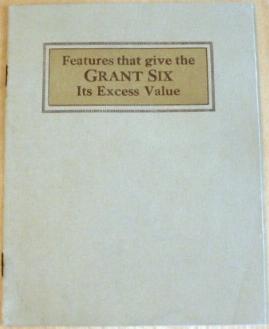 Features that give the
GRANT SIX
Its Excess Value